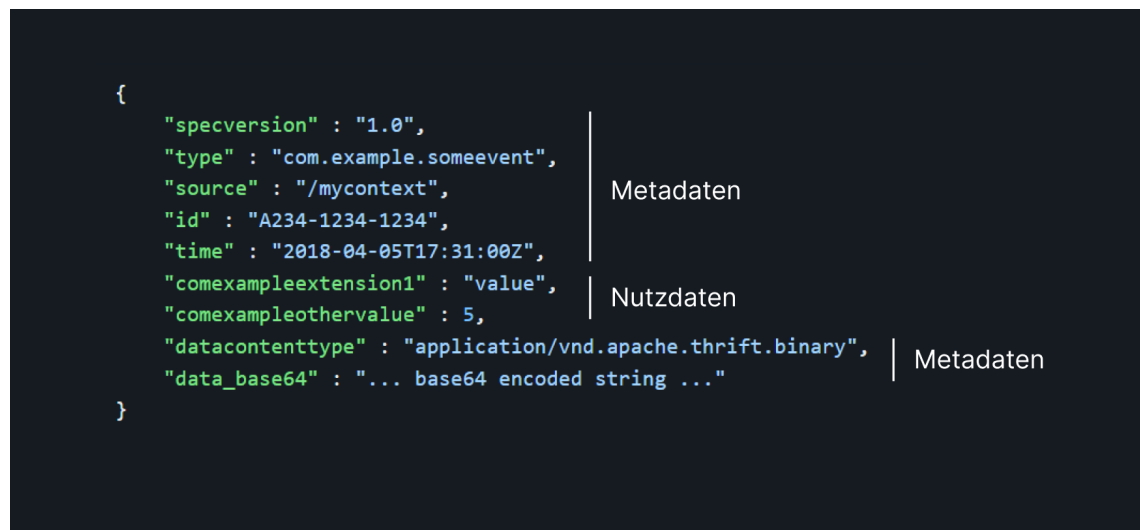 {
"specversion" : "1.0",
"type" : "com.example.someevent",
"source" : "/mycontext",
"id" : "A234-1234-1234",
"time" : "2018-04-05T17:31:00Z",
Metadaten
"comexampleextension1" : "value",
"comexampleothervalue" : 5,
Nutzdaten
"datacontenttype" : "application/vnd.apache.thrift.binary",
"data_base64" : "... base64 encoded string ..."
Metadaten
}